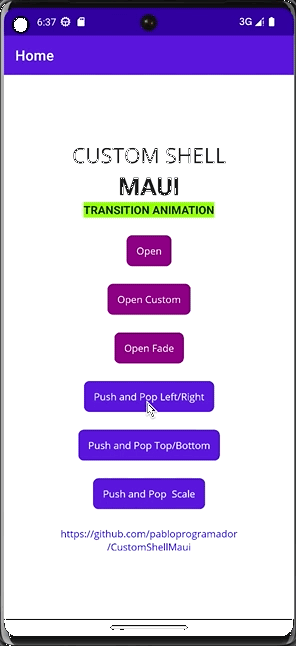 6:37 3G
Home
CUSTOM SHELL
MAUI
TRANSITION ANIMATION
Open
Open Custom
Open Fade
Push and Pop Left/Right
Push and Pop Top/Bottom
Push and Pop  Scale
https://github.com/pabloprogramador
/CustomShellMaui